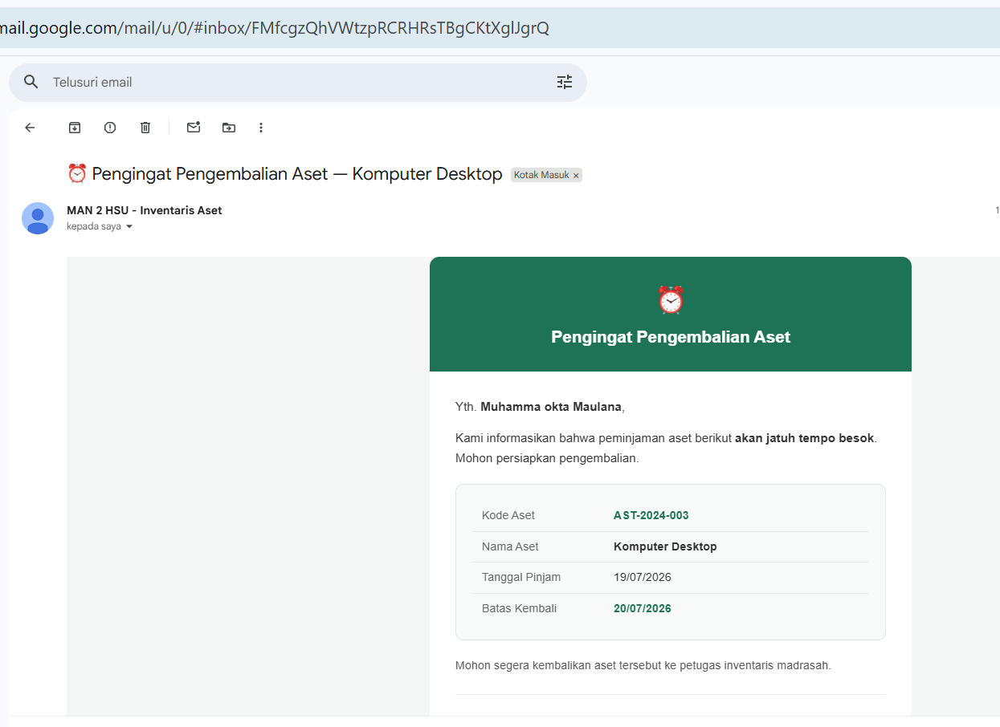 mail.google.com/mail/u/0/#inbox/FMfcgzQhVWtzpRCRHRsTBgCKtXglJgrQ
Telusuri email
⏰ Pengingat Pengembalian Aset — Komputer Desktop Kotak Masuk ×
MAN 2 HSU - Inventaris Aset
kepada saya
Pengingat Pengembalian Aset
Yth. Muhamma okta Maulana,
Kami informasikan bahwa peminjaman aset berikut akan jatuh tempo besok.
Mohon persiapkan pengembalian.
Kode Aset AST-2024-003
Nama Aset Komputer Desktop
Tanggal Pinjam 19/07/2026
Batas Kembali 20/07/2026
Mohon segera kembalikan aset tersebut ke petugas inventaris madrasah.